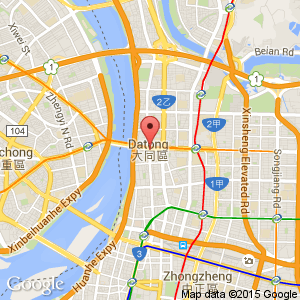 Xiwei St
Beian Rd
1
1
2乙
Zhengyi N Rd
104
2甲
chong
重區
Datong
大同區
Xinsheng Elevated Rd
Songjiang Rd
1甲
Xinbeihuanhe Expy
HuanHe Expy
3
Zhongzheng
中正區
Google
Map data ©2015 Google